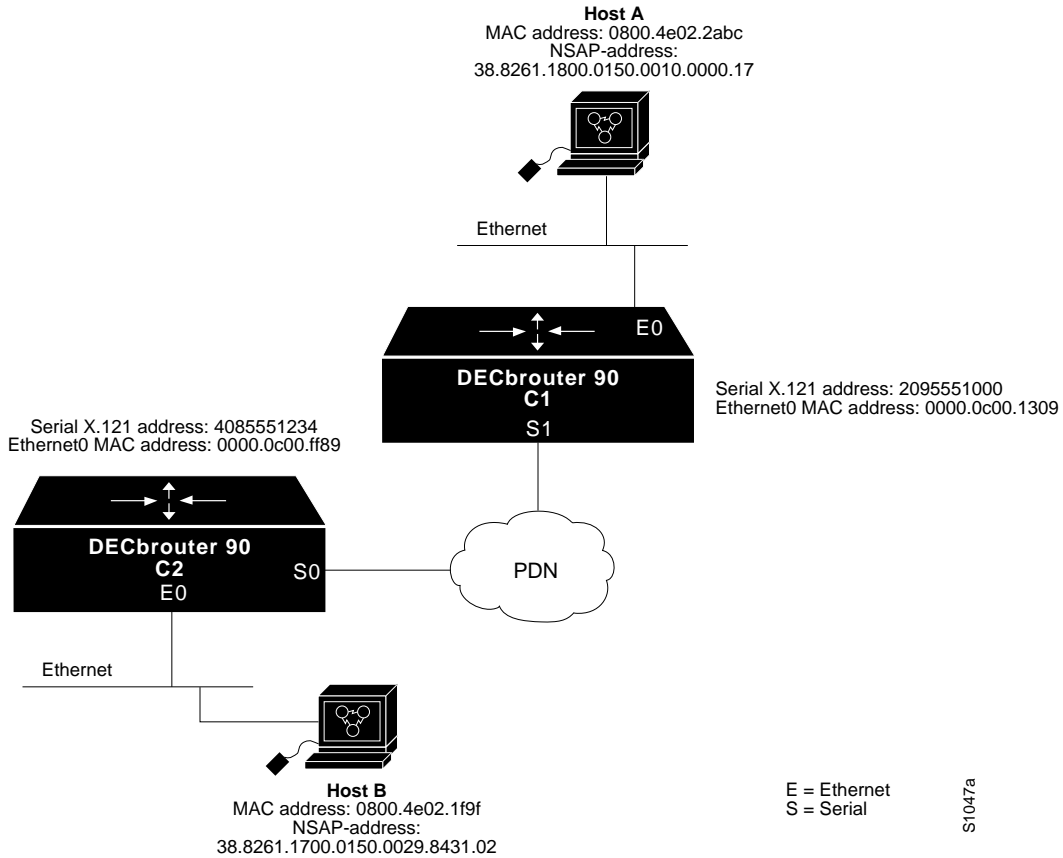 Host A
MAC address: 0800.4e02.2abc
NSAP-address:
38.8261.1800.0150.0010.0000.17
Ethernet
E0
DECbrouter 90
C1
S1
Serial X.121 address: 2095551000
Ethernet0 MAC address: 0000.0c00.1309
Serial X.121 address: 4085551234
Ethernet0 MAC address: 0000.0c00.ff89
DECbrouter 90
C2
E0
S0
PDN
Ethernet
Host B
MAC address: 0800.4e02.1f9f
NSAP-address:
38.8261.1700.0150.0029.8431.02
E = Ethernet
S = Serial
S1047a